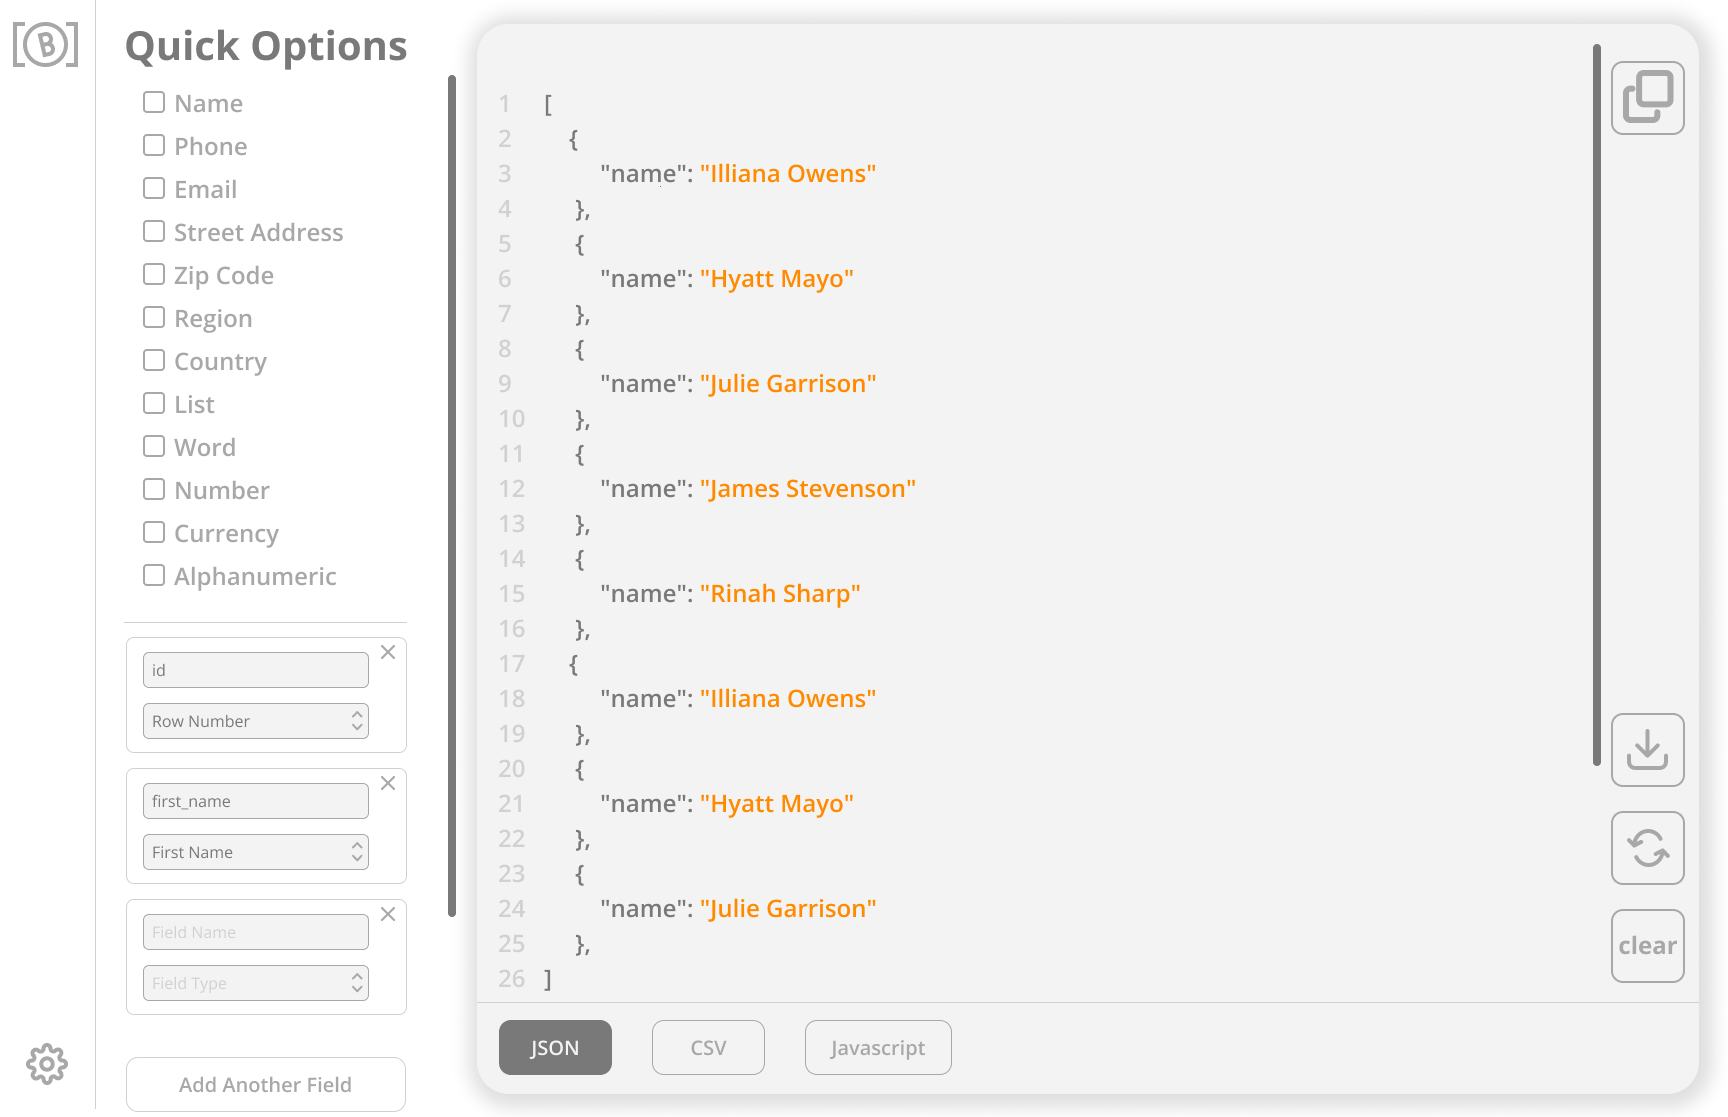 B
Quick Options
Name
Phone
Email
Street Address
Zip Code
Region
Country
List
Word
Number
Currency
Alphanumeric
id
Row Number
first_name
First Name
Field Name
Field Type
Add Another Field
1 [
2 {
3 "name": "Illiana Owens"
4 },
5 {
6 "name": "Hyatt Mayo"
7 },
8 {
9 "name": "Julie Garrison"
10 },
11 {
12 "name": "James Stevenson"
13 },
14 {
15 "name": "Rinah Sharp"
16 },
17 {
18 "name": "Illiana Owens"
19 },
20 {
21 "name": "Hyatt Mayo"
22 },
23 {
24 "name": "Julie Garrison"
25 },
26 ]
clear
JSON
CSV
Javascript